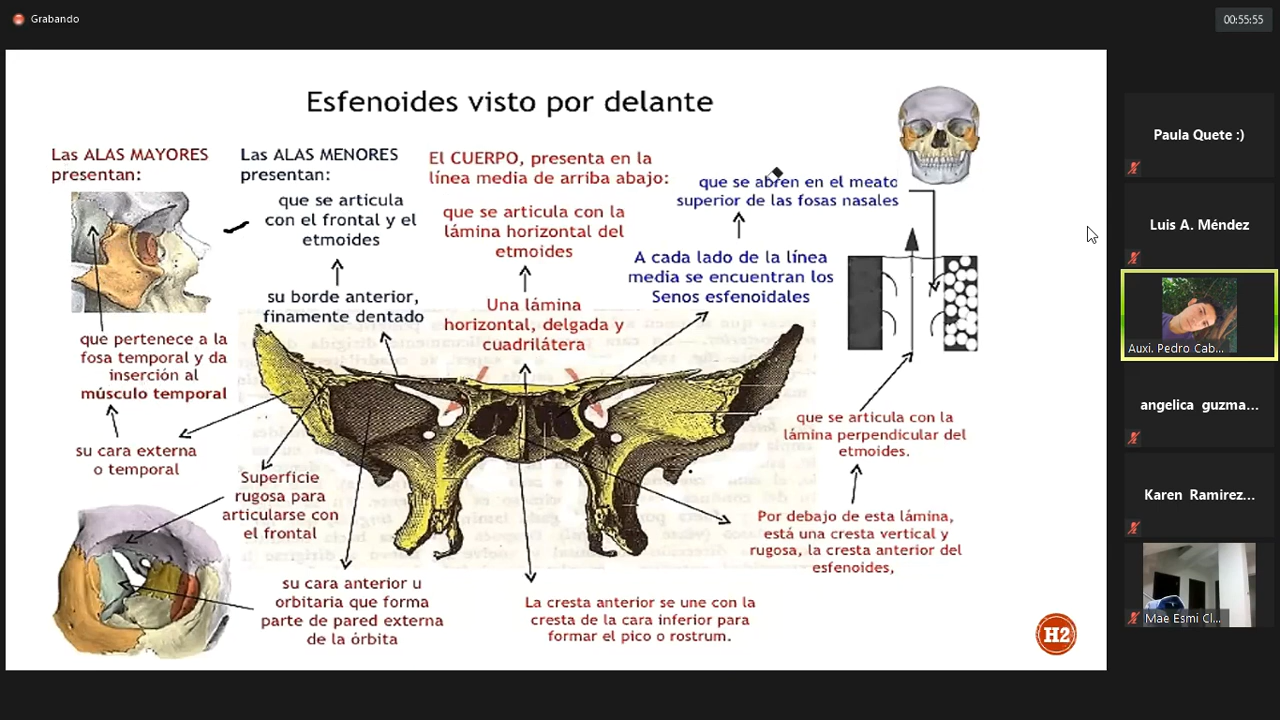 Grabando
00:55:55
Esfenoides visto por delante
Las ALAS MAYORES
presentan:
que pertenece a la
fosa temporal y da
inserción al
músculo temporal
su cara externa
o temporal
Superficie
rugosa para
articularse con
el frontal
su cara anterior u
orbitaria que forma
parte de pared externa
de la órbita
Las ALAS MENORES
presentan:
que se articula
con el frontal y el
etmoides
su borde anterior,
finamente dentado
El CUERPO, presenta en la
línea media de arriba abajo:
que se articula con la
lámina horizontal del
etmoides
Una lámina
horizontal, delgada y
cuadrilátera
que se abren en el meato
superior de las fosas nasales
A cada lado de la línea
media se encuentran los
Senos esfenoidales
que se articula con la
lámina perpendicular del
etmoides.
Por debajo de esta lámina,
está una cresta vertical y
rugosa, la cresta anterior del
esfenoides,
La cresta anterior se une con la
cresta de la cara inferior para
formar el pico o rostrum.
H2
Paula Quete :)
Luis A. Méndez
Auxi. Pedro Cab...
angelica guzma...
Karen Ramirez...
Mae Esmi Cl...